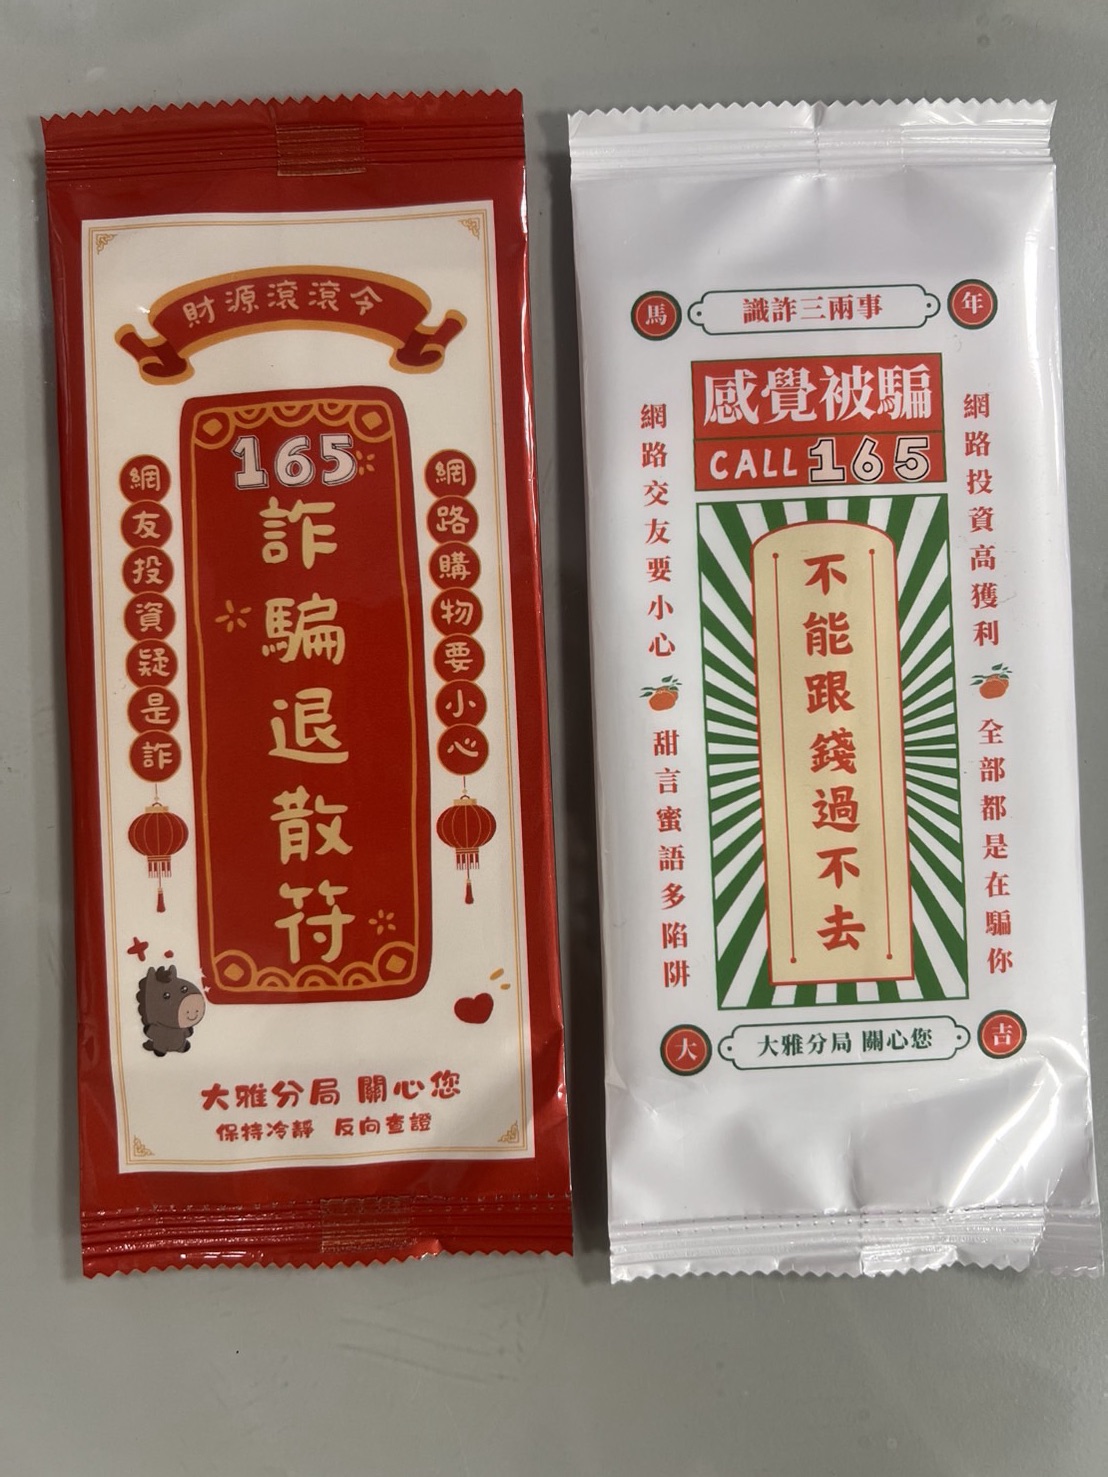 財源滾滾令
165
詐騙退散符
網路購物要小心
網友投資疑是詐
大雅分局 關心您
保持冷靜 反向查證
馬年
識詐三兩事
感覺被騙
CALL 165
網路投資高獲利 全部都是在騙你
不能跟錢過不去
網路交友要小心 甜言蜜語多陷阱
大吉
大雅分局 關心您